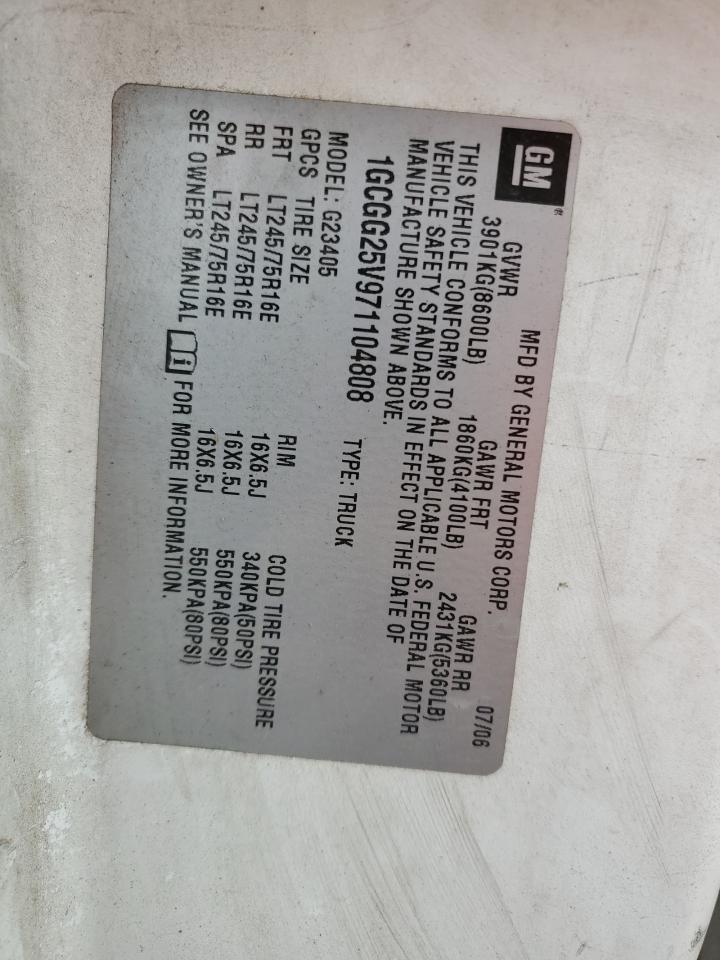 GM® MFD BY GENERAL MOTORS CORP. 07/06
GVWR GAWR FRT GAWR RR
3901KG(8600LB) 1860KG(4100LB) 2431KG(5360LB)
THIS VEHICLE CONFORMS TO ALL APPLICABLE U.S. FEDERAL MOTOR
VEHICLE SAFETY STANDARDS IN EFFECT ON THE DATE OF
MANUFACTURE SHOWN ABOVE.
1GCGG25V971104808 TYPE: TRUCK
MODEL: G23405
GPCS TIRE SIZE RIM COLD TIRE PRESSURE
FRT LT245/75R16E 16X6.5J 340KPA(50PSI)
RR LT245/75R16E 16X6.5J 550KPA(80PSI)
SPA LT245/75R16E 16X6.5J 550KPA(80PSI)
SEE OWNER'S MANUAL i FOR MORE INFORMATION.